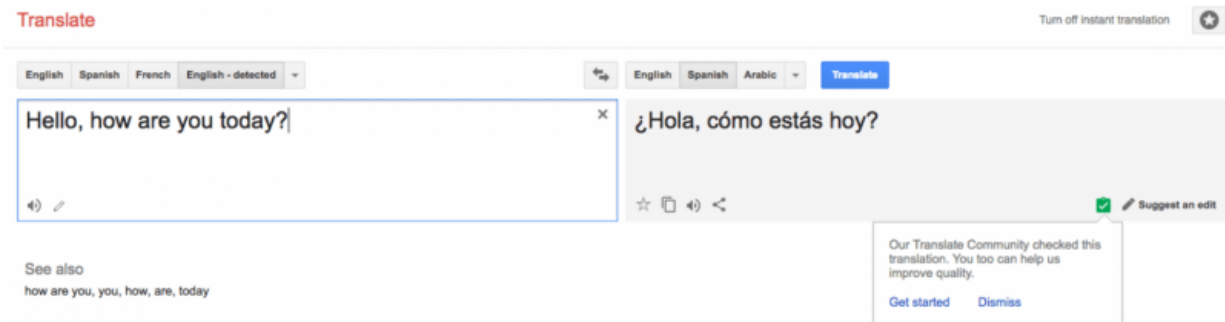 Translate
Turn off instant translation
English Spanish French English - detected
English Spanish Arabic
Translate
Hello, how are you today?
¿Hola, cómo estás hoy?
Suggest an edit
Our Translate Community checked this
translation. You too can help us
improve quality.
Get started Dismiss
See also
how are you, you, how, are, today